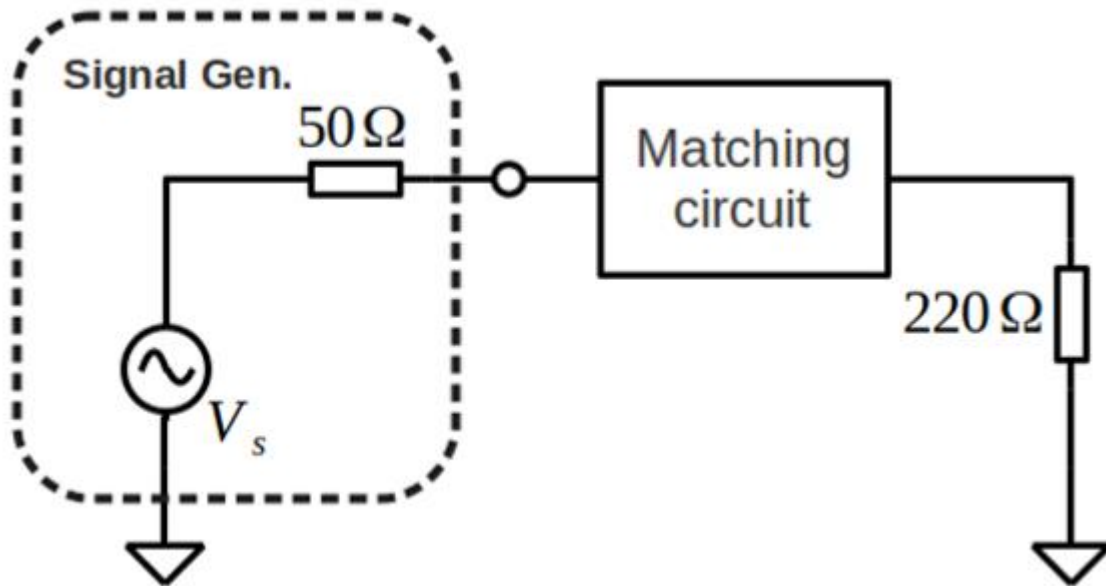 Signal Gen.
50 Ω
Matching
circuit
220 Ω
V s